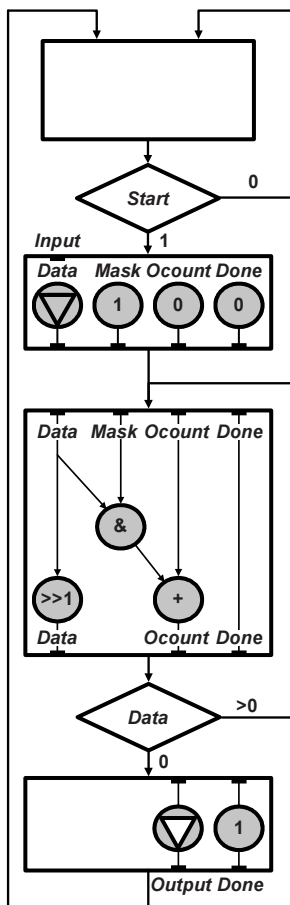 Start
0
1
Input
Data Mask Ocount Done
1 0 0
Data Mask Ocount Done
&
>>1 +
Data Ocount Done
Data
>0
0
1
Output Done